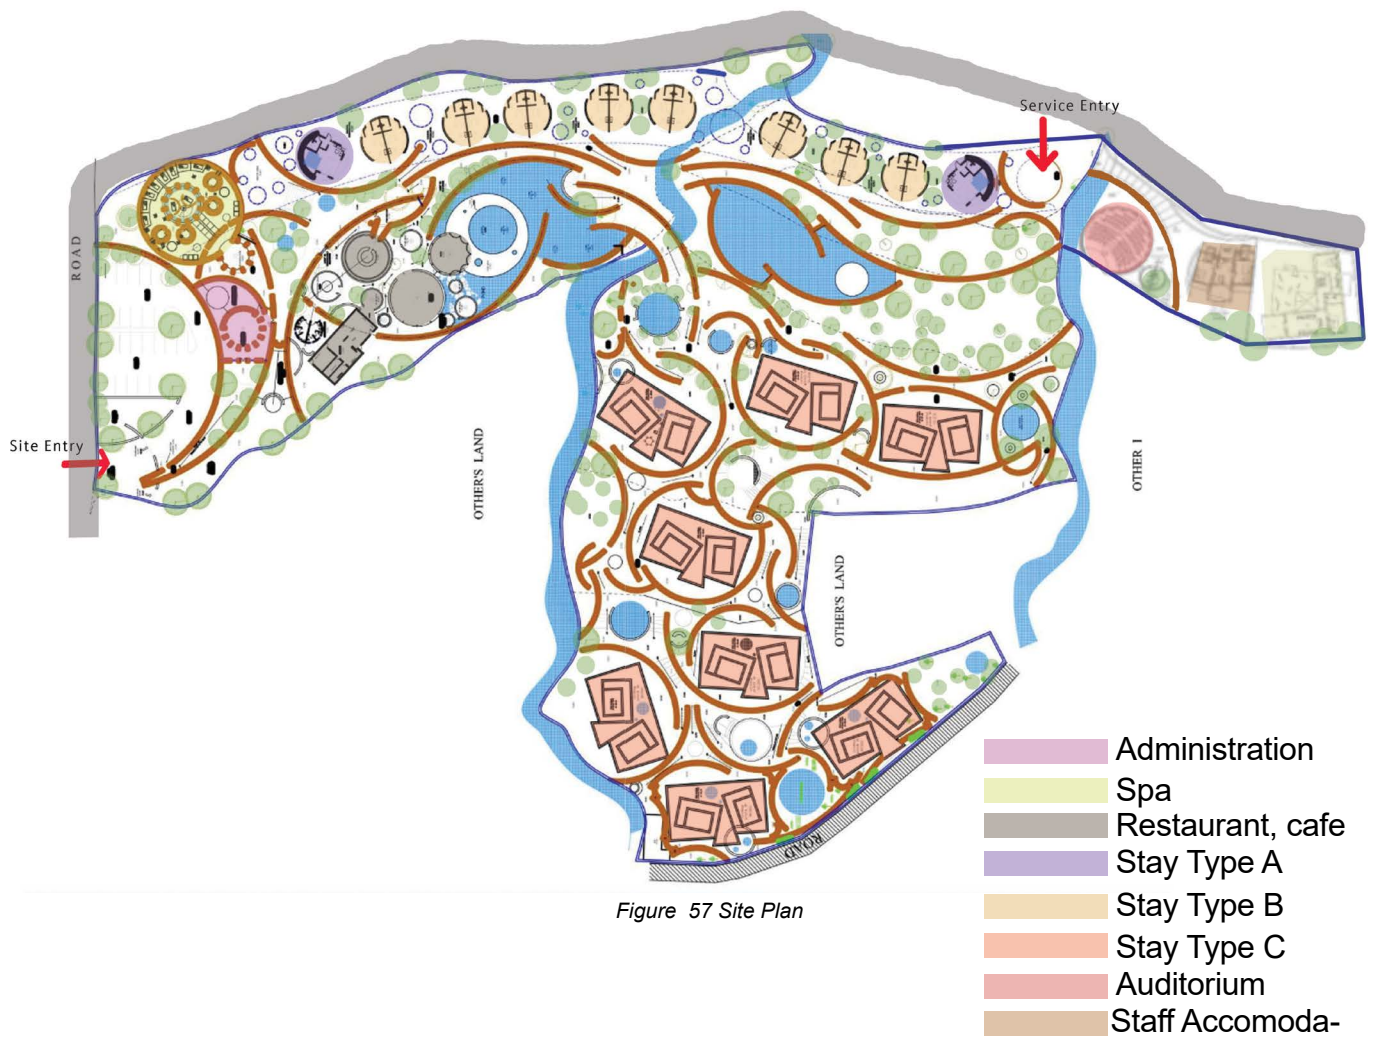 Service Entry
ROAD
Site Entry
OTHER'S LAND
OTHER I
OTHER'S LAND
ROAD
Administration
Spa
Restaurant, cafe
Stay Type A
Stay Type B
Stay Type C
Auditorium
Staff Accomoda-
Figure 57 Site Plan